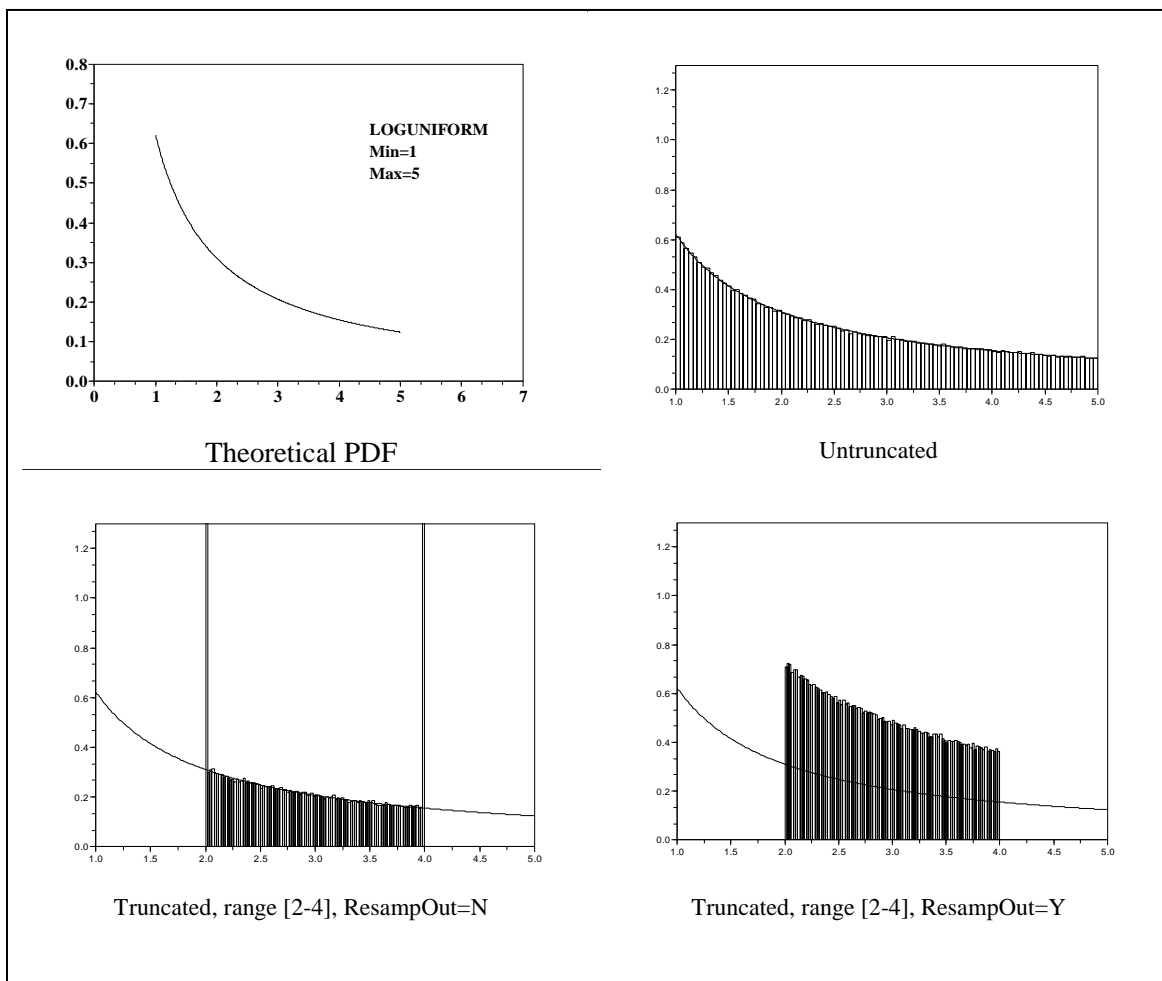 0.8
0.7
0.6
0.5
0.4
0.3
0.2
0.1
0.0
0 1 2 3 4 5 6 7
LOGUNIFORM
Min=1
Max=5
Theoretical PDF
1.2
1.0
0.8
0.6
0.4
0.2
0.0
1.0 1.5 2.0 2.5 3.0 3.5 4.0 4.5 5.0
Untruncated
1.2
1.0
0.8
0.6
0.4
0.2
0.0
1.0 1.5 2.0 2.5 3.0 3.5 4.0 4.5 5.0
Truncated, range [2-4], ResampOut=N
1.2
1.0
0.8
0.6
0.4
0.2
0.0
1.0 1.5 2.0 2.5 3.0 3.5 4.0 4.5 5.0
Truncated, range [2-4], ResampOut=Y